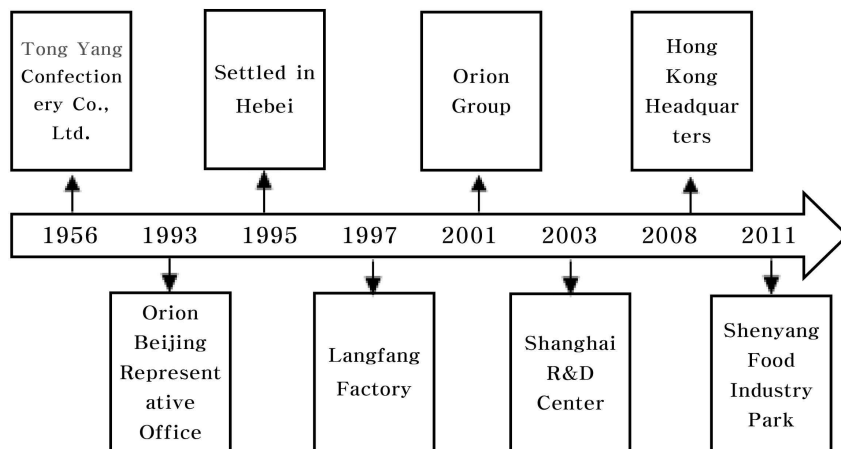 Tong Yang
Confection
ery Co.,
Ltd.
Settled in
Hebei
Orion
Group
Hong
Kong
Headquar
ters
1956 1993 1995 1997 2001 2003 2008 2011
Orion
Beijing
Represent
ative
Office
Langfang
Factory
Shanghai
R&D
Center
Shenyang
Food
Industry
Park